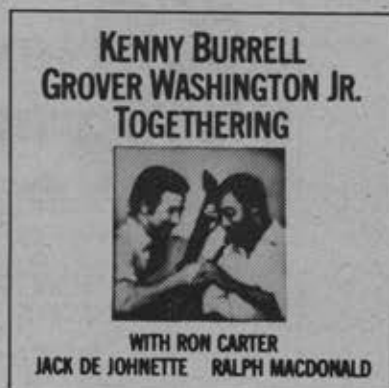 KENNY BURRELL
GROVER WASHINGTON JR.
TOGETHERING
WITH RON CARTER
JACK DE JOHNETTE RALPH MACDONALD